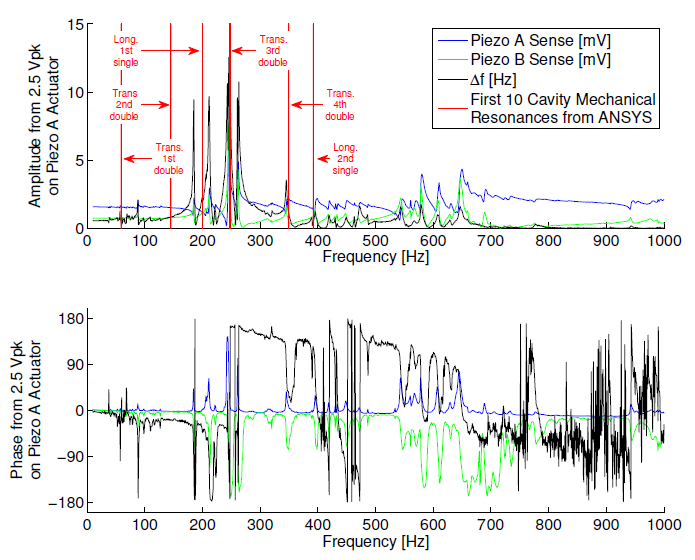 15
10
5
0
Amplitude from 2.5 Vpk
on Piezo A Actuator
Long.
1st
single
Trans.
3rd
double
Trans
2nd
double
Trans.
4th
double
Trans.
1st
double
Long.
2nd
single
Piezo A Sense [mV]
Piezo B Sense [mV]
Δf [Hz]
First 10 Cavity Mechanical
Resonances from ANSYS
0 100 200 300 400 500 600 700 800 900 1000
Frequency [Hz]
180
90
0
−90
−180
Phase from 2.5 Vpk
on Piezo A Actuator
0 100 200 300 400 500 600 700 800 900 1000
Frequency [Hz]